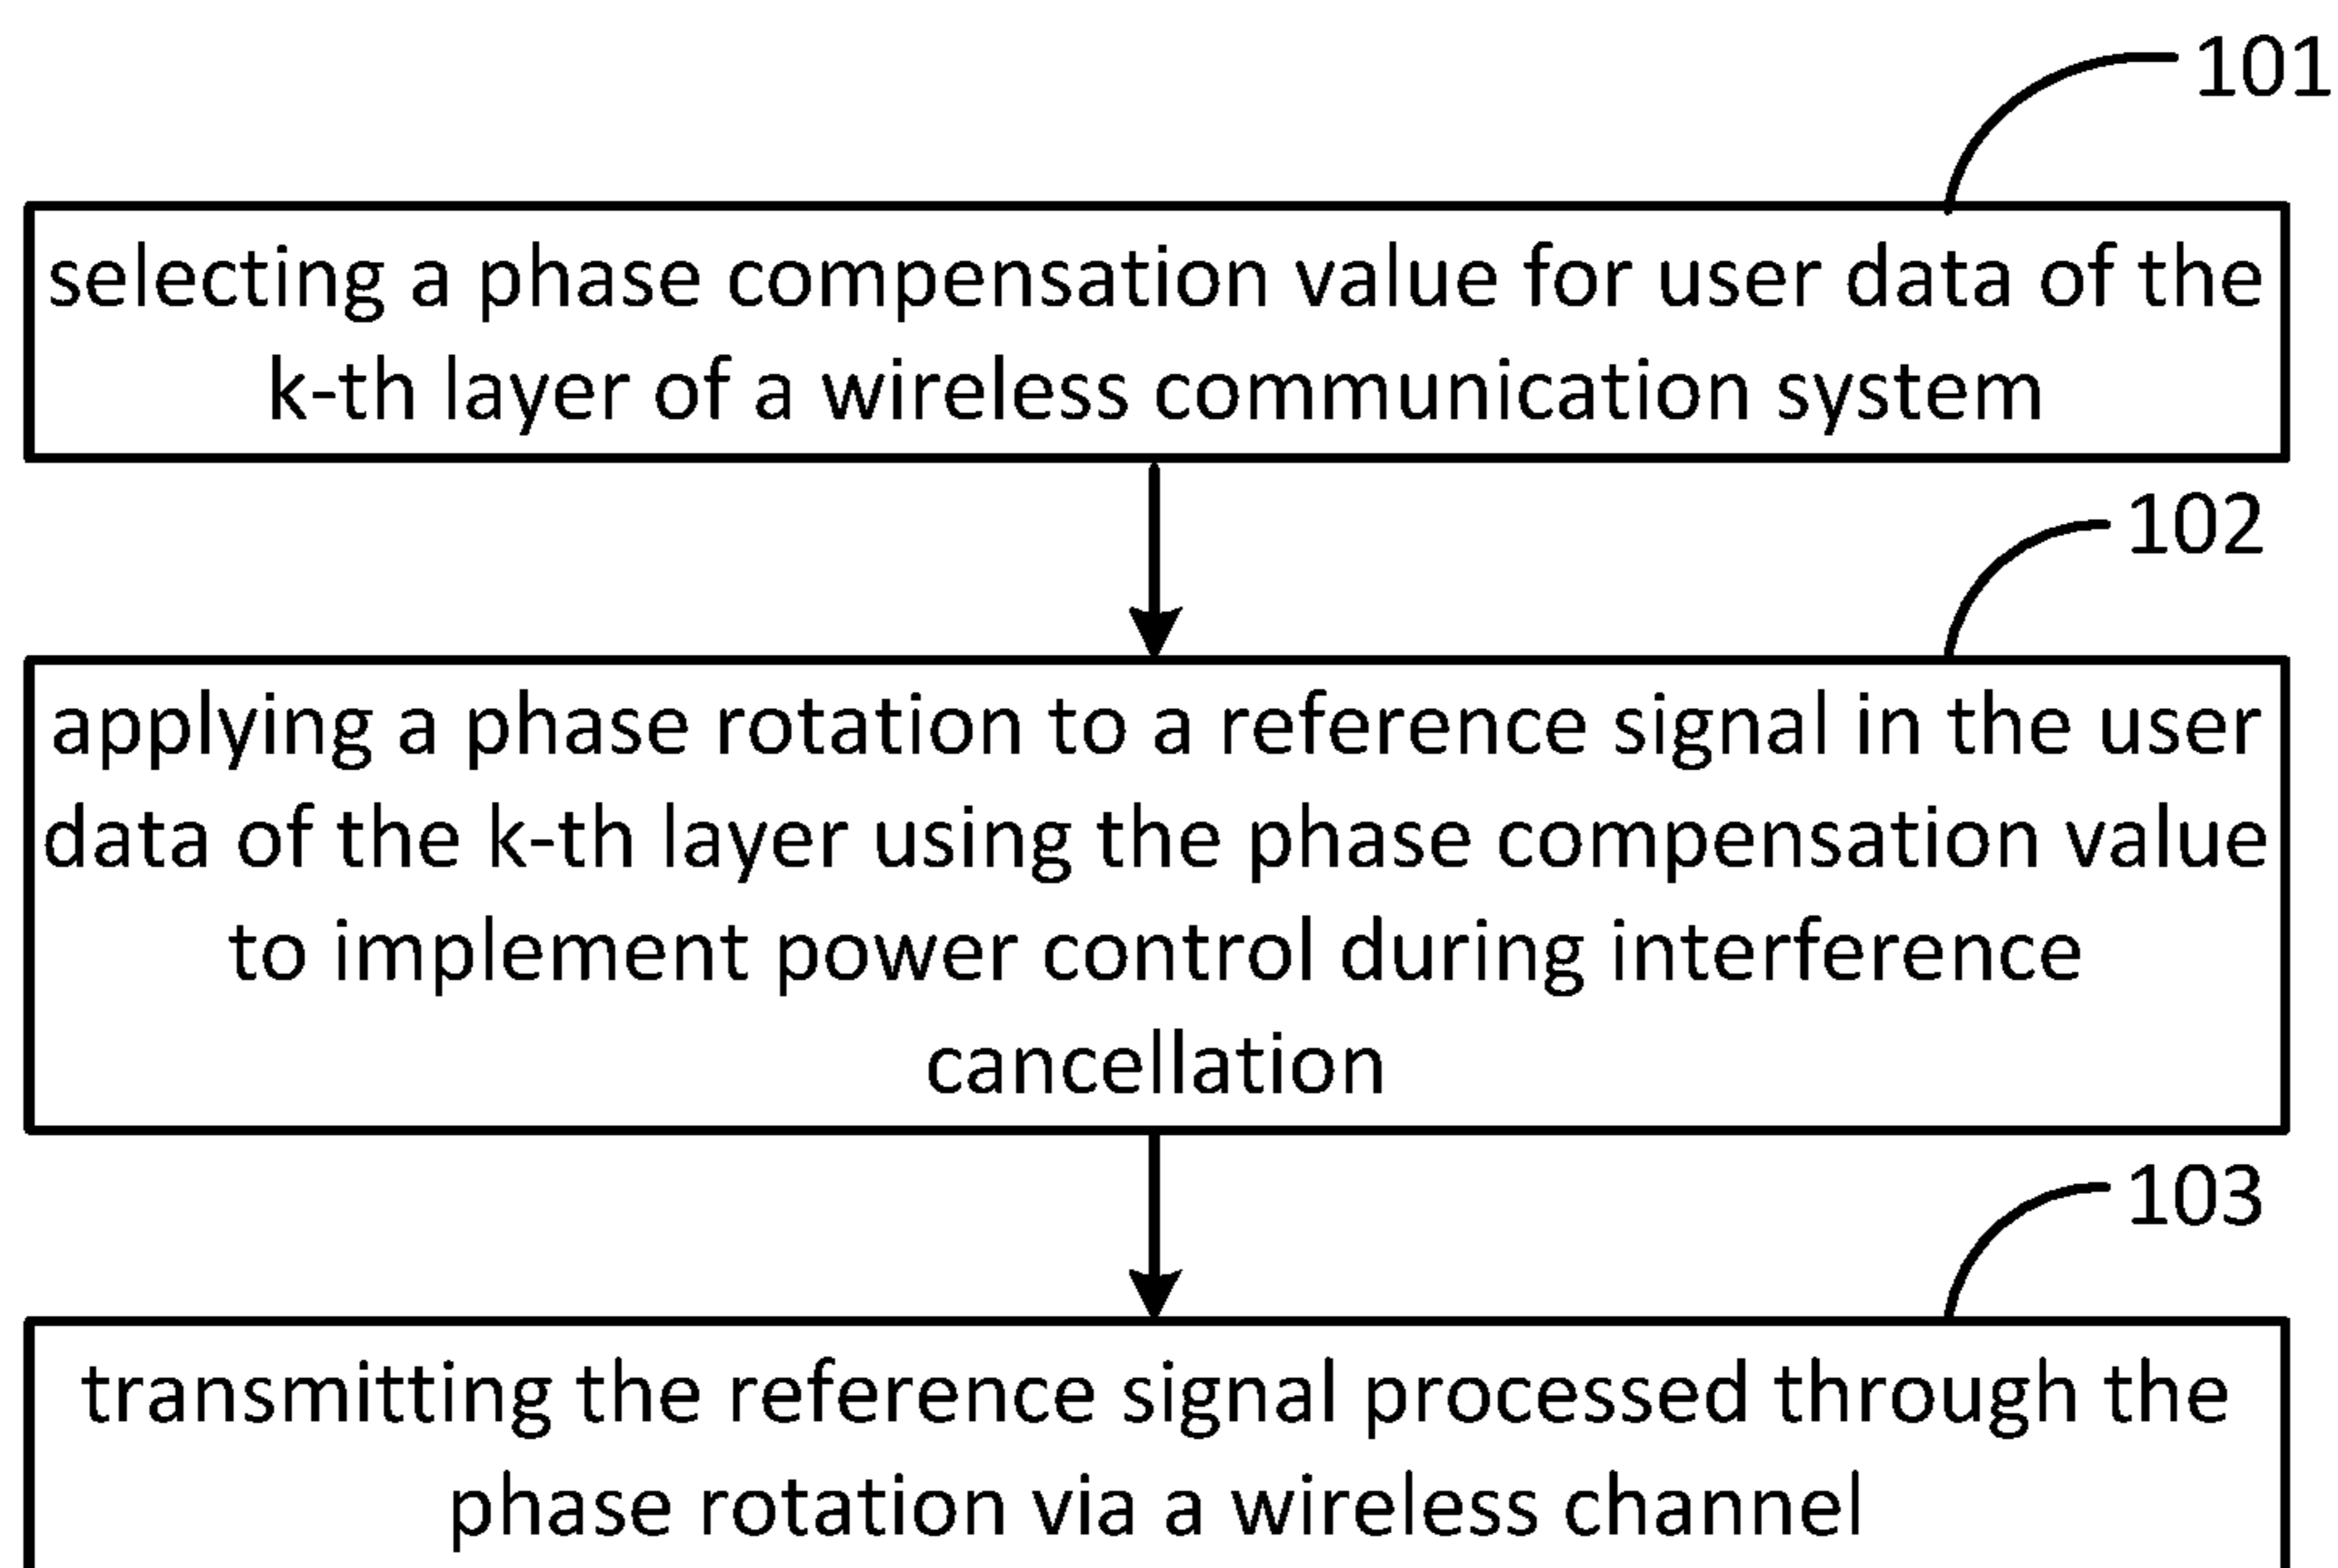 101
selecting a phase compensation value for user data of the
k-th layer of a wireless communication system
102
applying a phase rotation to a reference signal in the user
data of the k-th layer using the phase compensation value
to implement power control during interference
cancellation
103
transmitting the reference signal processed through the
phase rotation via a wireless channel